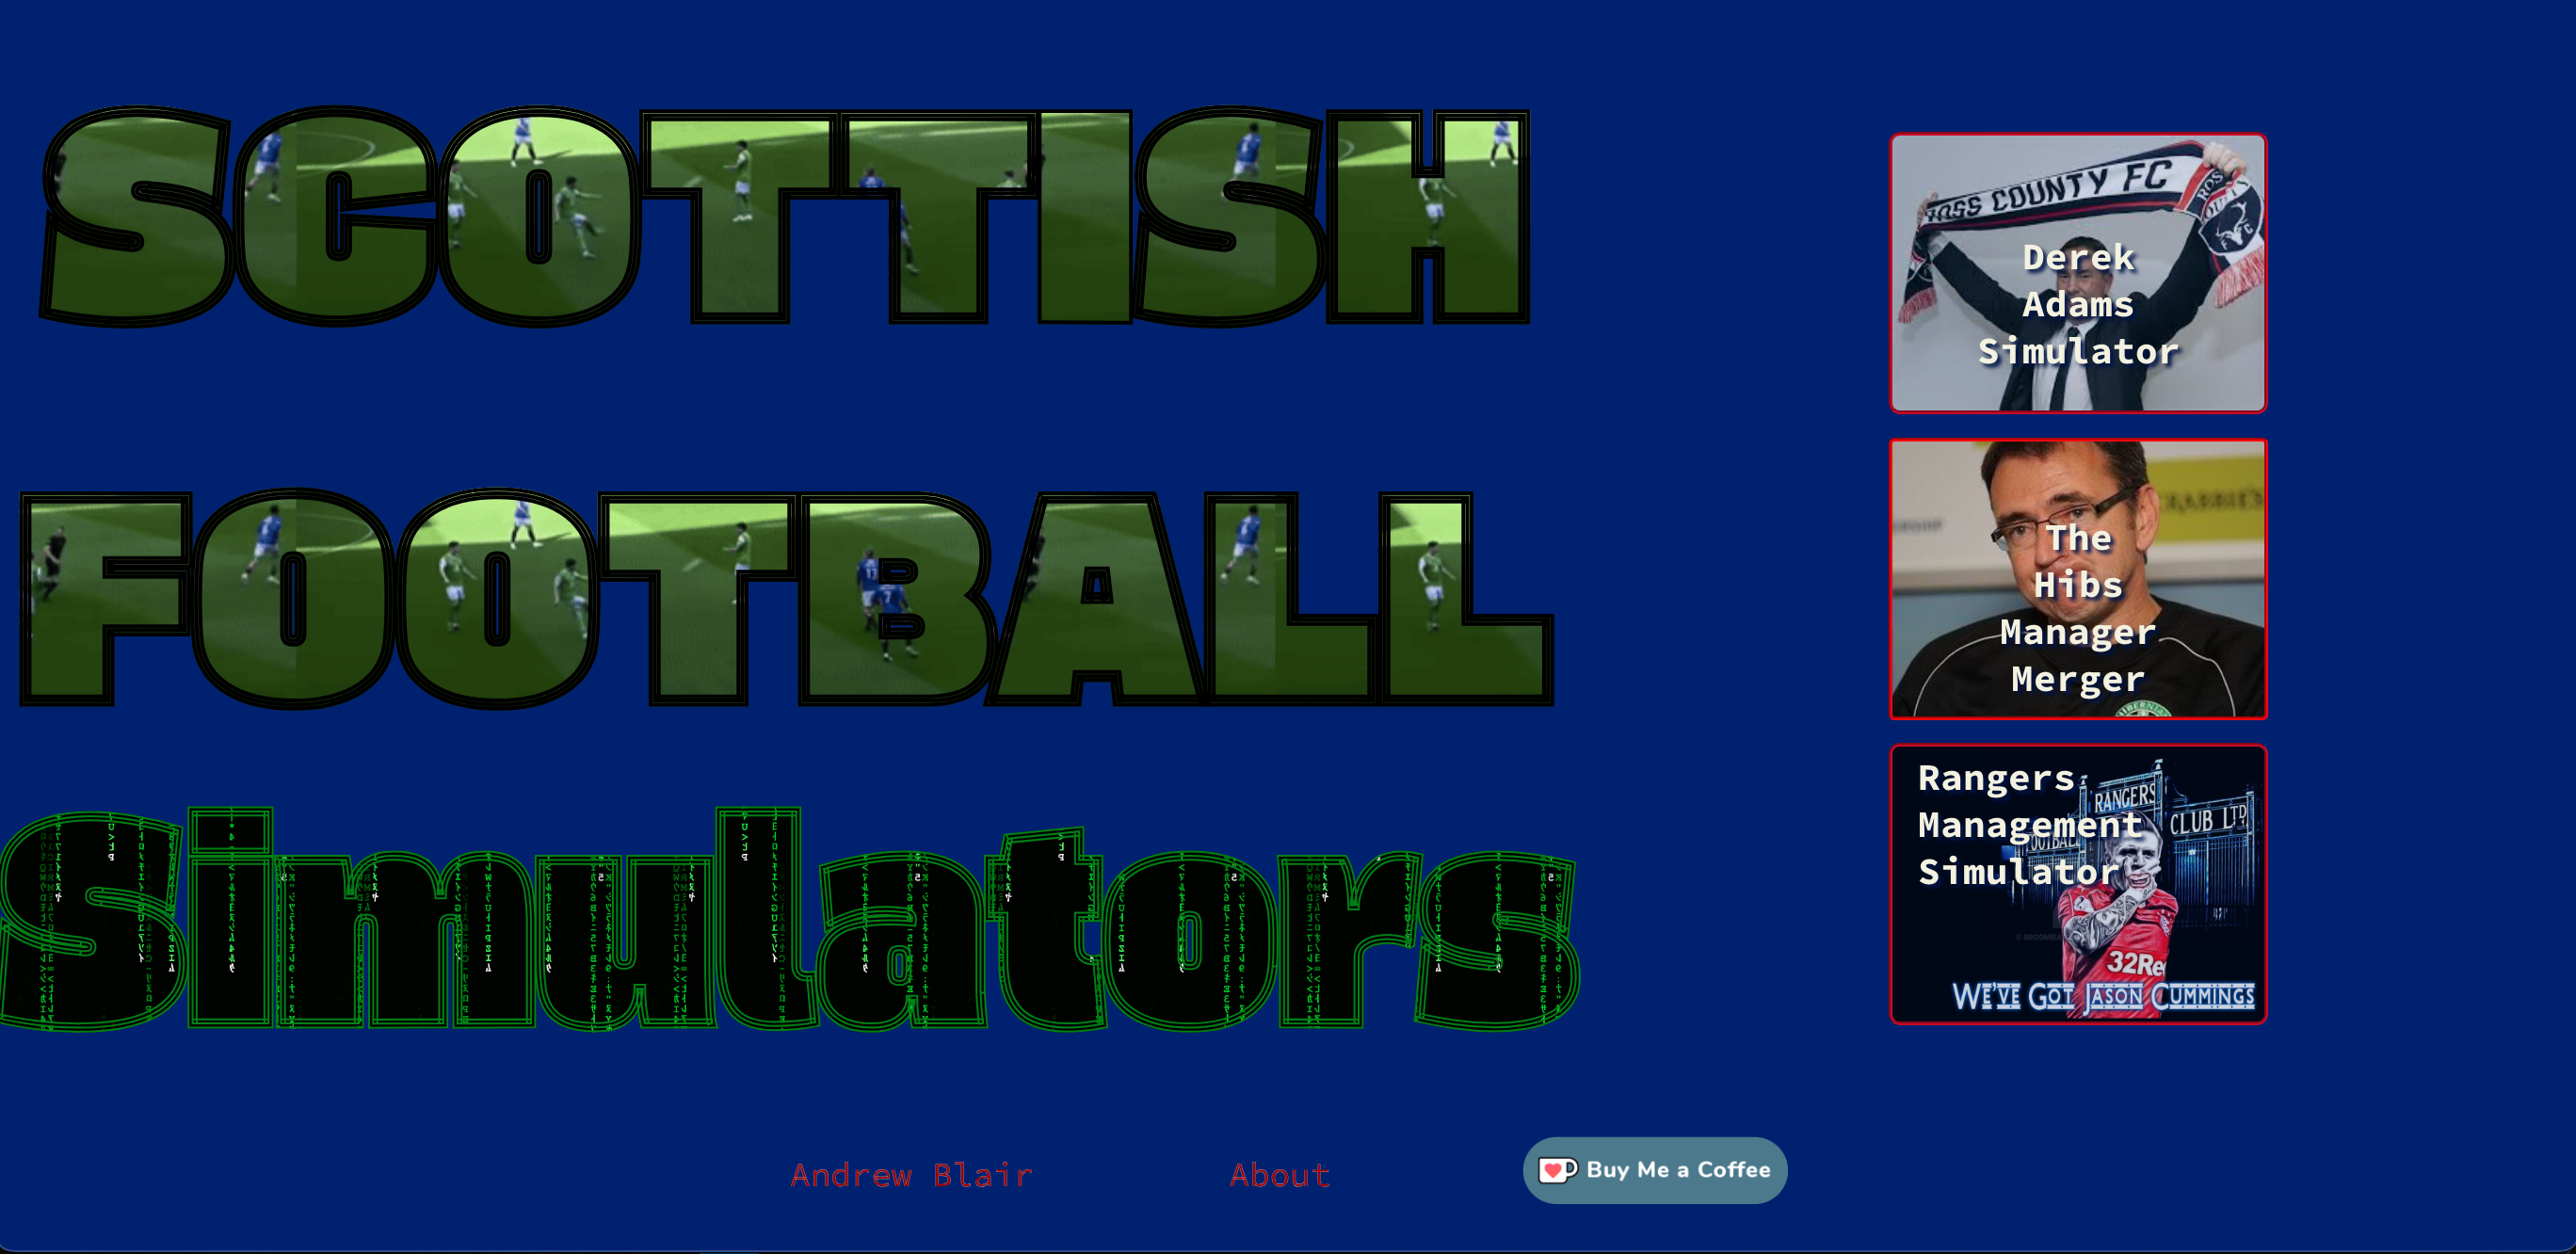 SCOTTISH
FOOTBALL
Simulators
ROSS COUNTY FC
Derek
Adams
Simulator
The
Hibs
Manager
Merger
Rangers
Management
Simulator
RANGERS
FOOTBALL
CLUB LTD
32Red
WE'VE GOT JASON CUMMINGS
Andrew Blair
About
Buy Me a Coffee